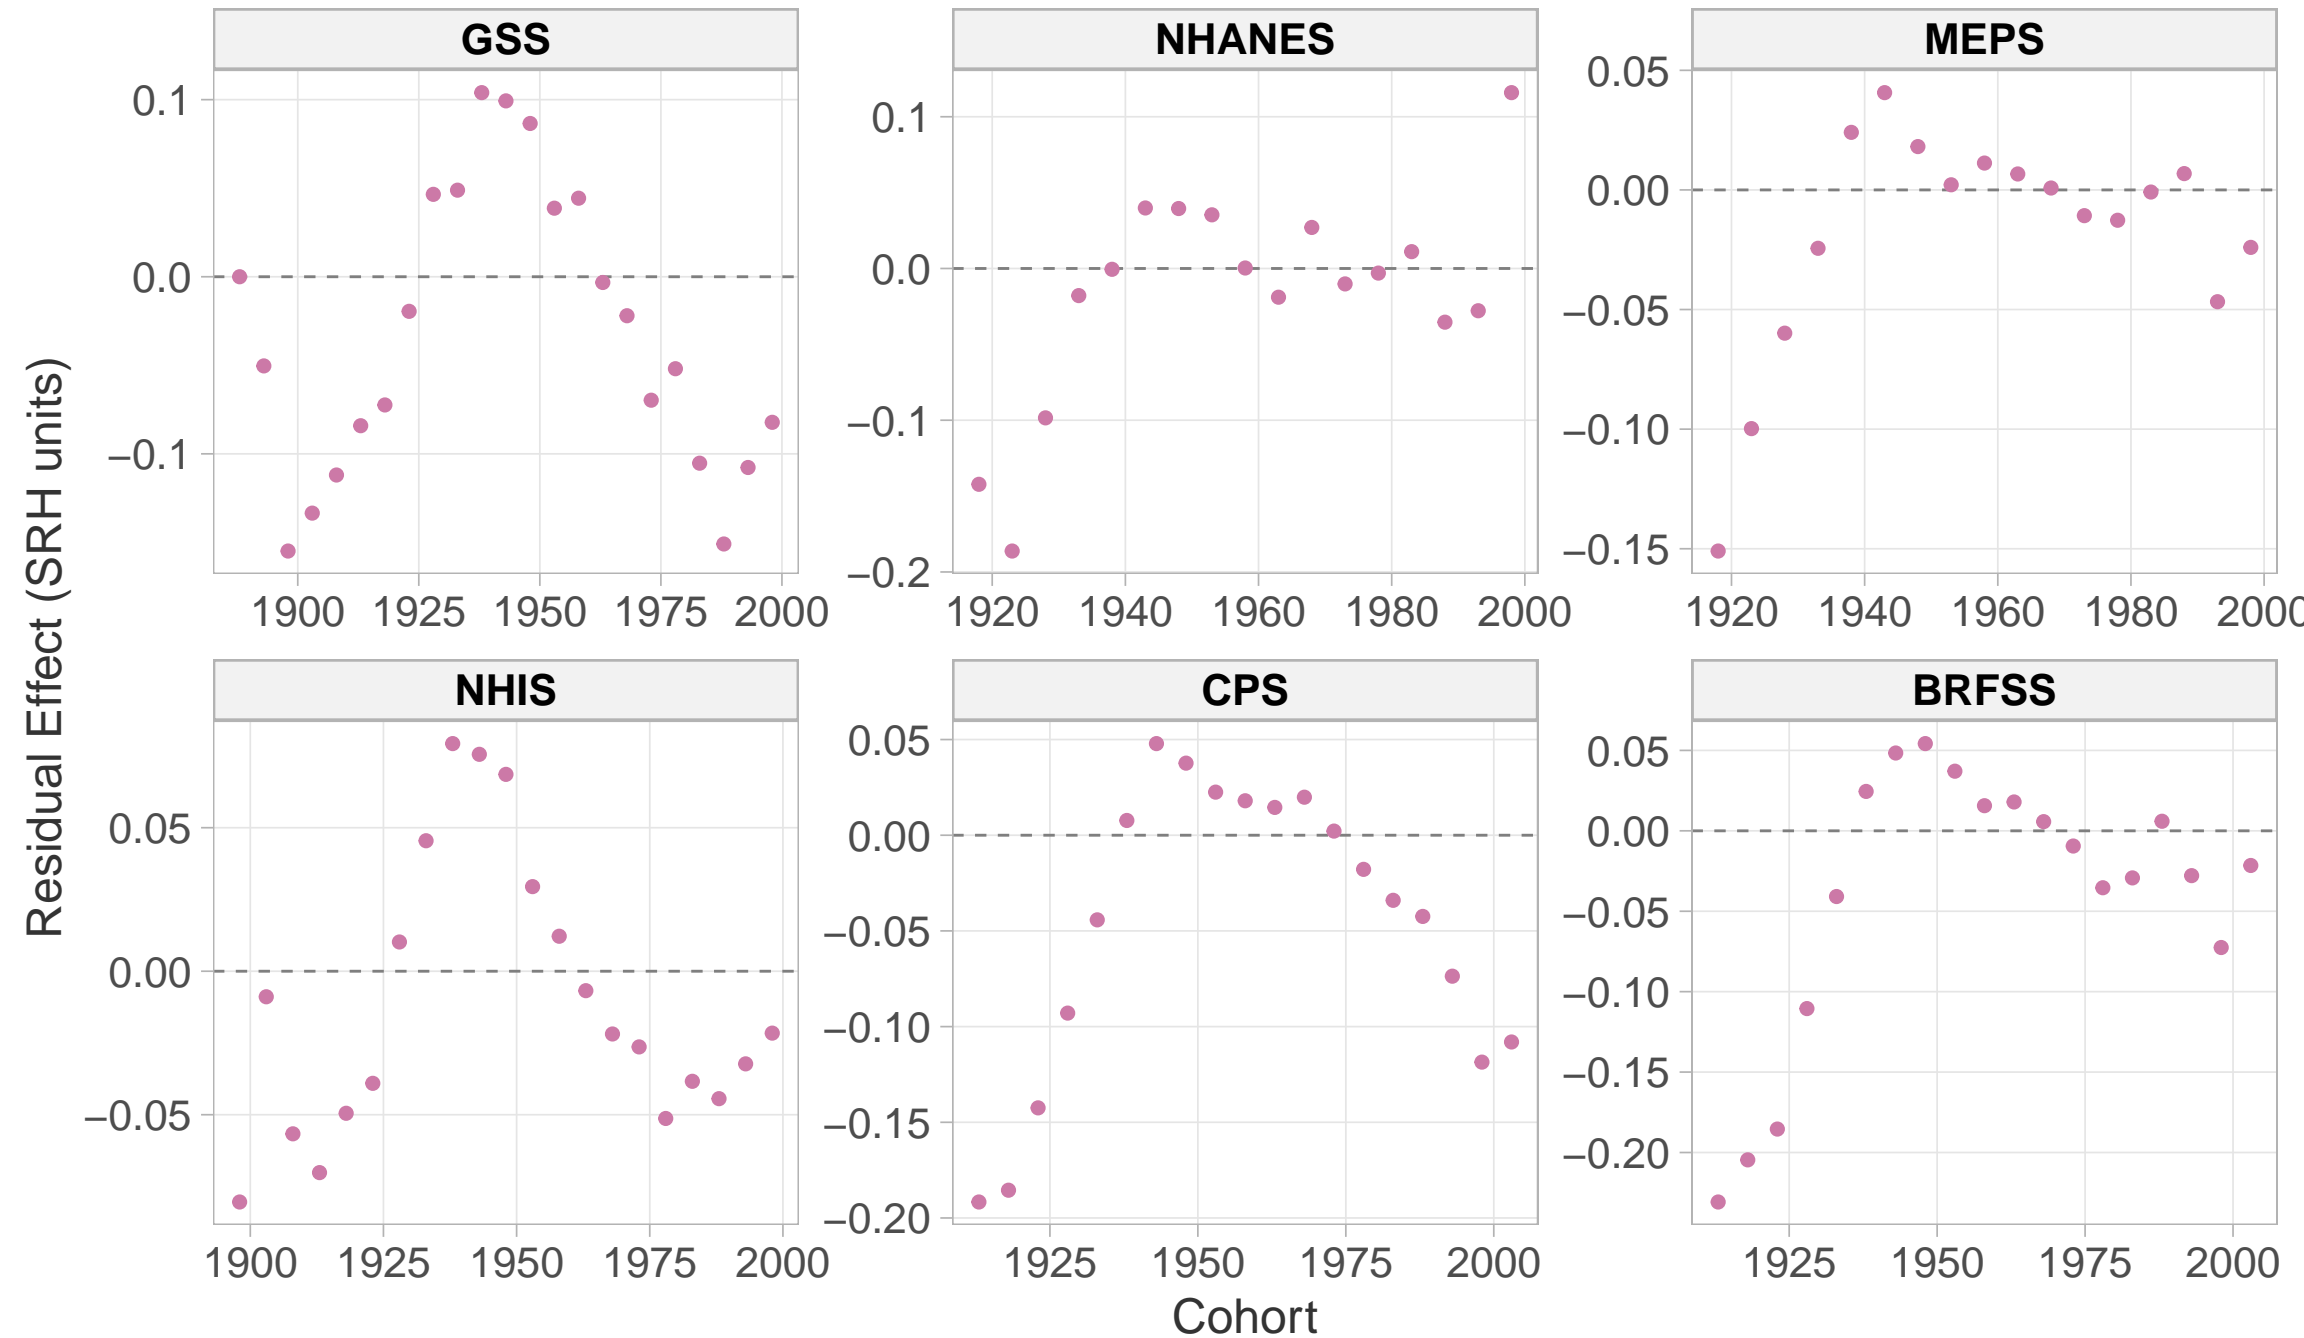 GSS
NHANES
MEPS
0.1
0.0
−0.1
0.1
0.0
−0.1
−0.2
0.05
0.00
−0.05
−0.10
−0.15
1900 1925 1950 1975 2000
1920 1940 1960 1980 2000
1920 1940 1960 1980 2000
Residual Effect (SRH units)
NHIS
CPS
BRFSS
0.05
0.00
−0.05
0.05
0.00
−0.05
−0.10
−0.15
−0.20
0.05
0.00
−0.05
−0.10
−0.15
−0.20
1900 1925 1950 1975 2000
1925 1950 1975 2000
1925 1950 1975 2000
Cohort